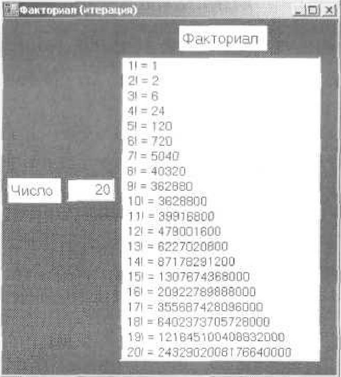 Факториал (итерация)
Факториал
1! = 1
2! = 2
3! = 6
4! = 24
5! = 120
6! = 720
7! = 5040
8! = 40320
Число 20
9! = 362880
10! = 3628800
11! = 39916800
12! = 479001600
13! = 6227020800
14! = 87178291200
15! = 1307674368000
16! = 20922789888000
17! = 355687428096000
18! = 6402373705728000
19! = 121645100408832000
20! = 2432902008176640000